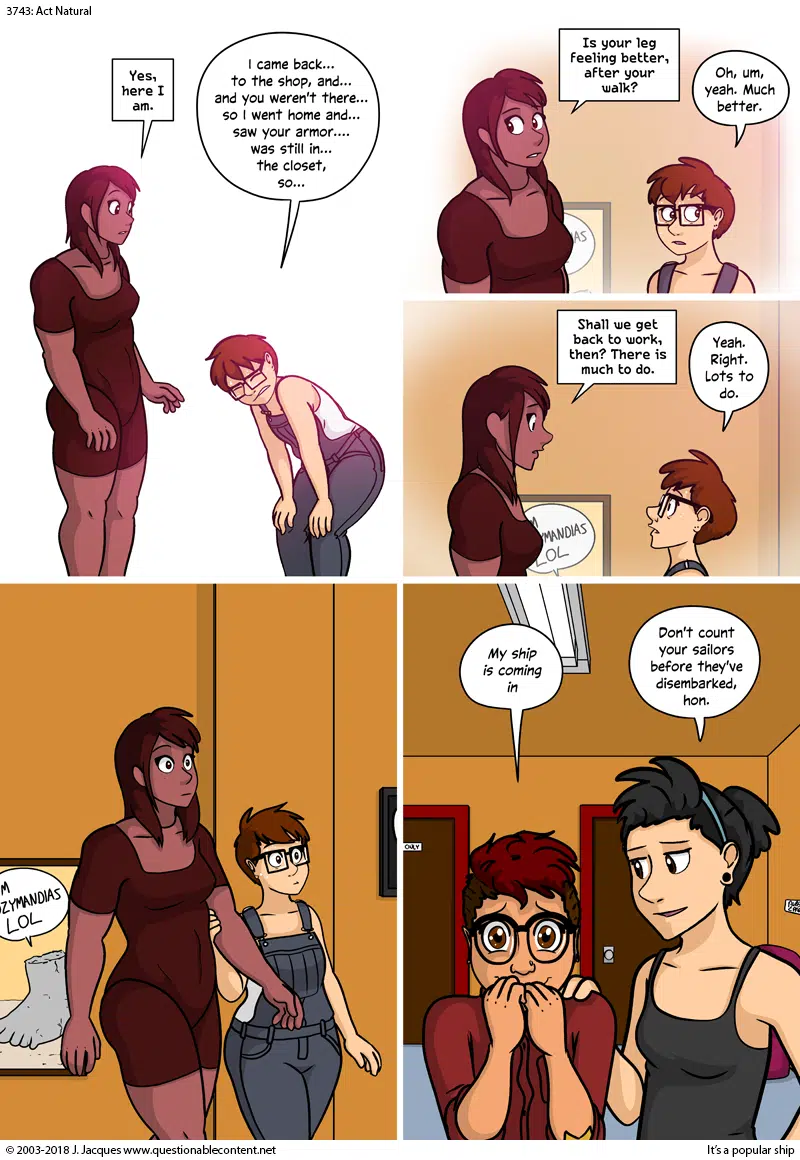 3743: Act Natural
Yes,
here I
am.
I came back...
to the shop, and...
and you weren't there...
so I went home and...
saw your armor....
was still in...
the closet,
so...
Is your leg
feeling better,
after your
walk?
Oh, um,
yeah. Much
better.
IAS
Shall we get
back to work,
then? There is
much to do.
Yeah.
Right.
Lots to
do.
M
YMANDIAS
LOL
M
OZYMANDIAS
LOL
My ship
is coming
in
Don't count
your sailors
before they've
disembarked,
hon.
ONLY
© 2003-2018 J. Jacques www.questionablecontent.net
It's a popular ship